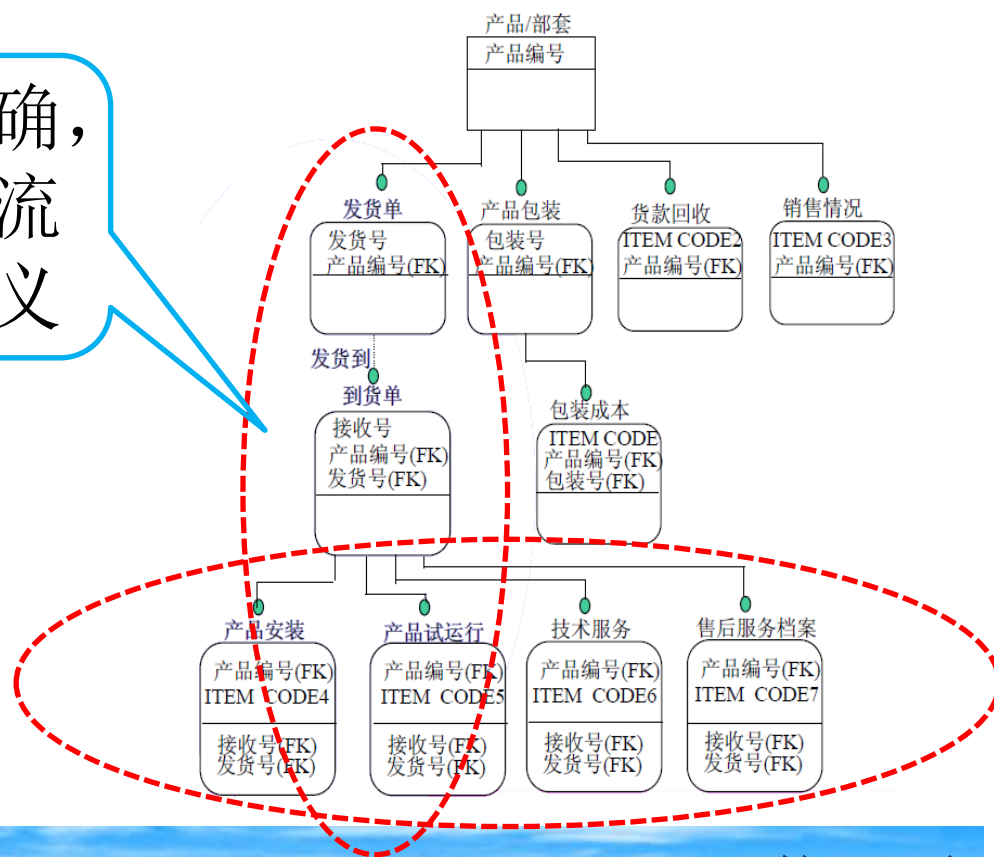 确，
流
义
产品/部套
产品编号
发货单
发货号
产品编号(FK)
产品包装
包装号
产品编号(FK)
货款回收
ITEM CODE2
产品编号(FK)
销售情况
ITEM CODE3
产品编号(FK)
发货到
到货单
接收号
产品编号(FK)
发货号(FK)
包装成本
ITEM CODE
产品编号(FK)
包装号(FK)
产品安装
产品编号(FK)
ITEM CODE4
接收号(FK)
发货号(FK)
产品试运行
产品编号(FK)
ITEM CODE5
接收号(FK)
发货号(FK)
技术服务
产品编号(FK)
ITEM CODE6
接收号(FK)
发货号(FK)
售后服务档案
产品编号(FK)
ITEM CODE7
接收号(FK)
发货号(FK)